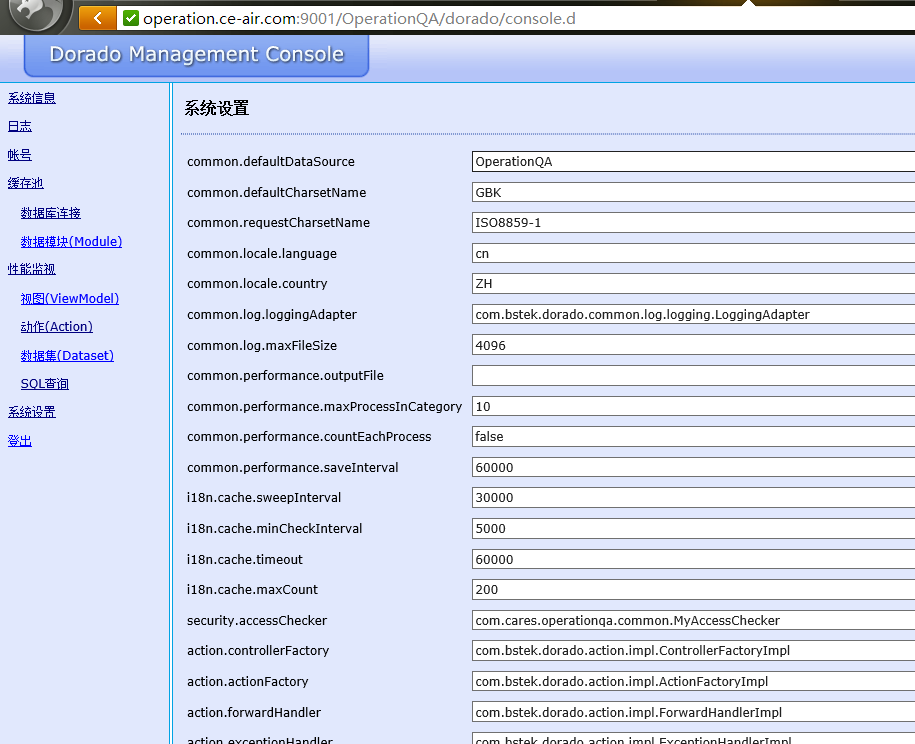 operation.ce-air.com:9001/OperationQA/dorado/console.d
Dorado Management Console
系统信息
日志
帐号
缓存池
数据库连接
数据模块(Module)
性能监视
视图(ViewModel)
动作(Action)
数据集(Dataset)
SQL查询
系统设置
登出
系统设置
common.defaultDataSource OperationQA
common.defaultCharsetName GBK
common.requestCharsetName ISO8859-1
common.locale.language cn
common.locale.country ZH
common.log.loggingAdapter com.bstek.dorado.common.log.logging.LoggingAdapter
common.log.maxFileSize 4096
common.performance.outputFile
common.performance.maxProcessInCategory 10
common.performance.countEachProcess false
common.performance.saveInterval 60000
i18n.cache.sweepInterval 30000
i18n.cache.minCheckInterval 5000
i18n.cache.timeout 60000
i18n.cache.maxCount 200
security.accessChecker com.cares.operationqa.common.MyAccessChecker
action.controllerFactory com.bstek.dorado.action.impl.ControllerFactoryImpl
action.actionFactory com.bstek.dorado.action.impl.ActionFactoryImpl
action.forwardHandler com.bstek.dorado.action.impl.ForwardHandlerImpl
action.exceptionHandler com.bstek.dorado.action.impl.ExceptionHandlerImpl